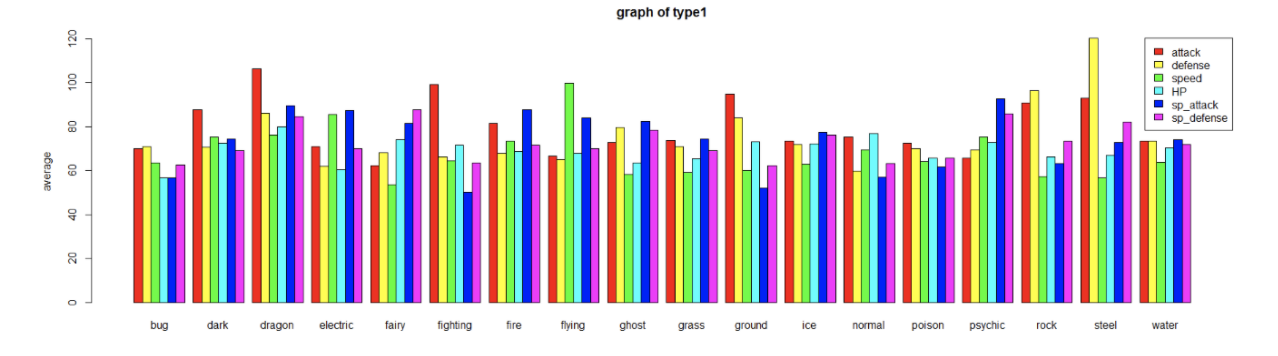 graph of type1
average
0
20
40
60
80
100
120
attack
defense
speed
HP
sp_attack
sp_defense
bug dark dragon electric fairy fighting fire flying ghost grass ground ice normal poison psychic rock steel water